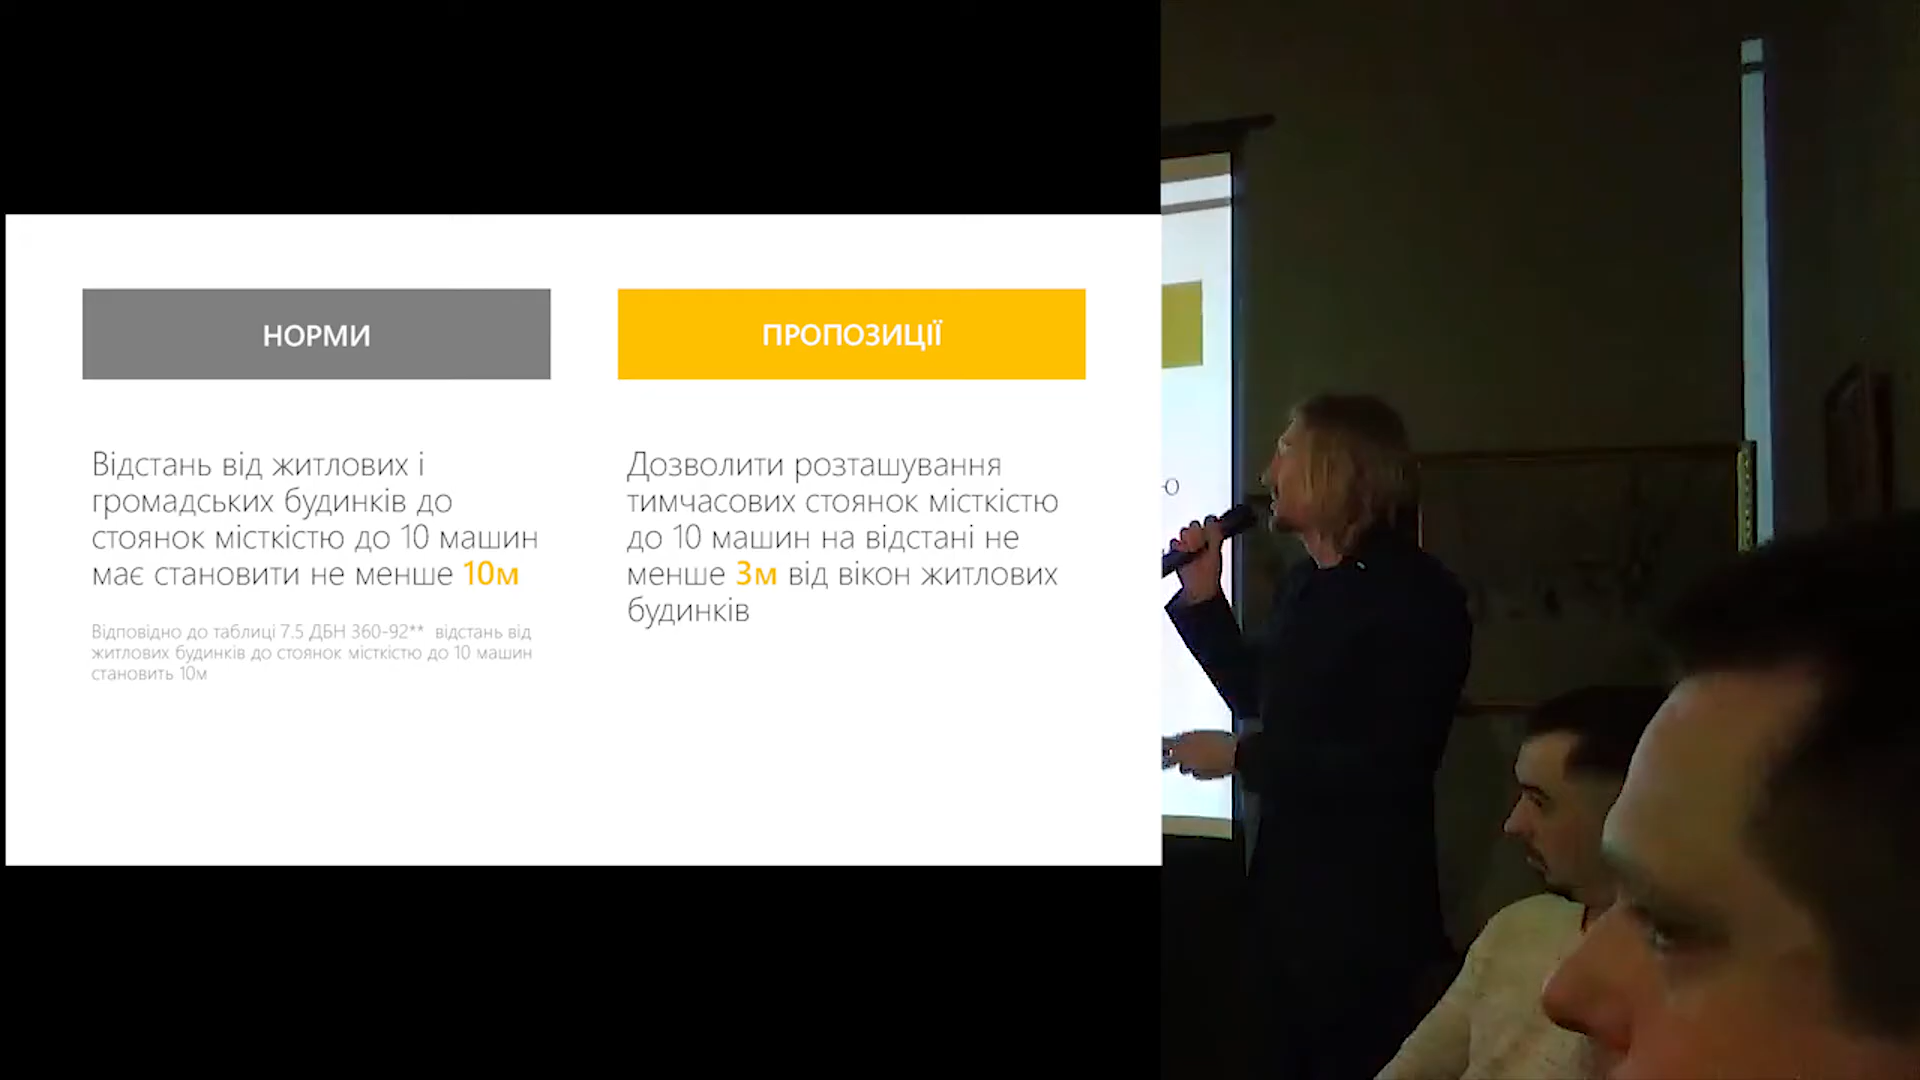 НОРМИ
Відстань від житлових і
громадських будинків до
стоянок місткістю до 10 машин
має становити не менше 10м
Відповідно до таблиці 7.5 ДБН 360-92** відстань від
житлових будинків до стоянок місткістю до 10 машин
становить 10м
ПРОПОЗИЦІЇ
Дозволити розташування
тимчасових стоянок місткістю
до 10 машин на відстані не
менше 3м від вікон житлових
будинків
ю